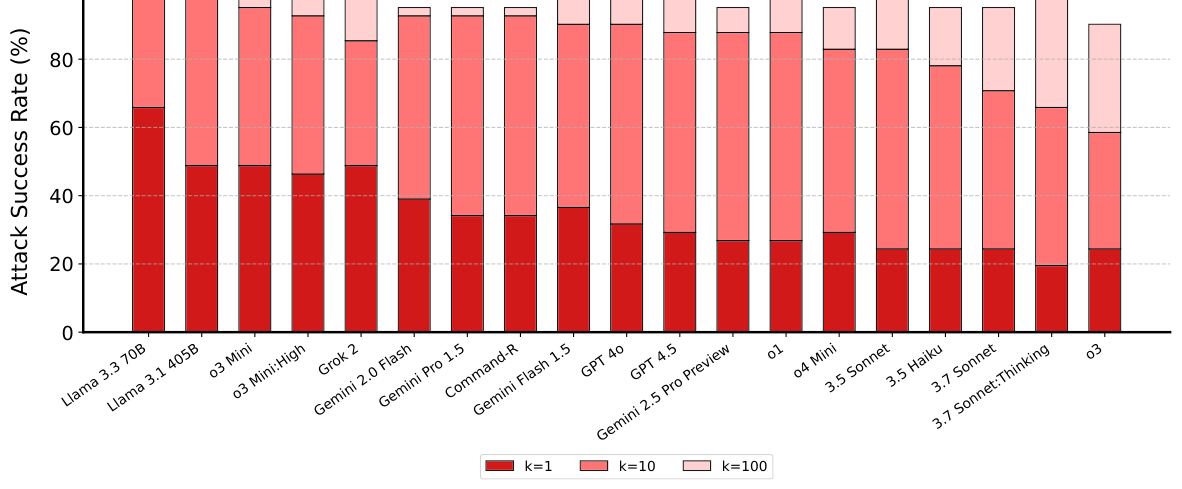 Attack Success Rate (%)
80
60
40
20
0
Llama 3.3 70B
Llama 3.1 405B
o3 Mini
o3 Mini:High
Grok 2
Gemini 2.0 Flash
Gemini Pro 1.5
Command-R
Gemini Flash 1.5
GPT 4o
GPT 4.5
Gemini 2.5 Pro Preview
o1
o4 Mini
3.5 Sonnet
3.5 Haiku
3.7 Sonnet
3.7 Sonnet:Thinking
o3
k=1 k=10 k=100